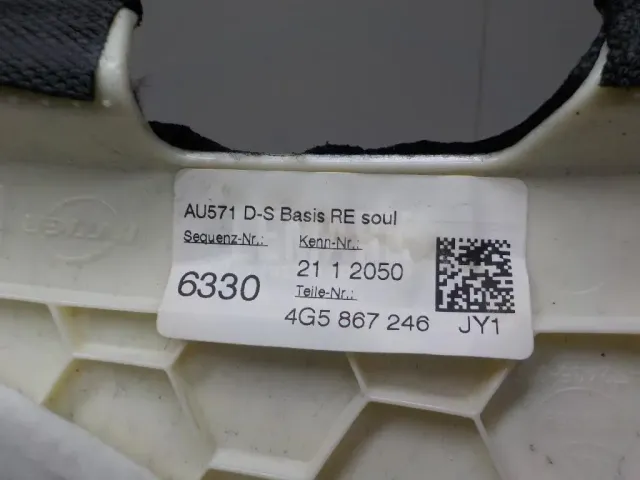 AU571 D-S Basis RE soul
Sequenz-Nr.: Kenn-Nr.:
6330 21 1 2050
Teile-Nr.:
4G5 867 246 JY1